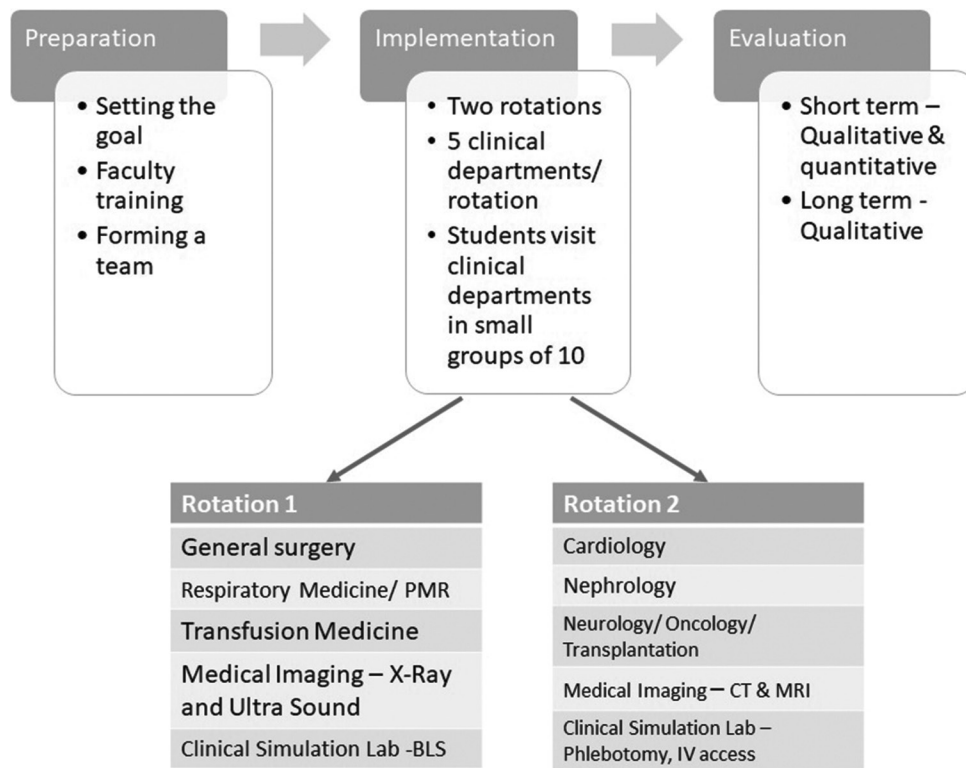 Preparation
• Setting the
goal
• Faculty
training
• Forming a
team
Implementation
• Two rotations
• 5 clinical
departments/
rotation
• Students visit
clinical
departments
in small
groups of 10
Evaluation
• Short term –
Qualitative &
quantitative
• Long term -
Qualitative
Rotation 1
General surgery
Respiratory Medicine/ PMR
Transfusion Medicine
Medical Imaging – X-Ray
and Ultra Sound
Clinical Simulation Lab -BLS
Rotation 2
Cardiology
Nephrology
Neurology/ Oncology/
Transplantation
Medical Imaging – CT & MRI
Clinical Simulation Lab –
Phlebotomy, IV access